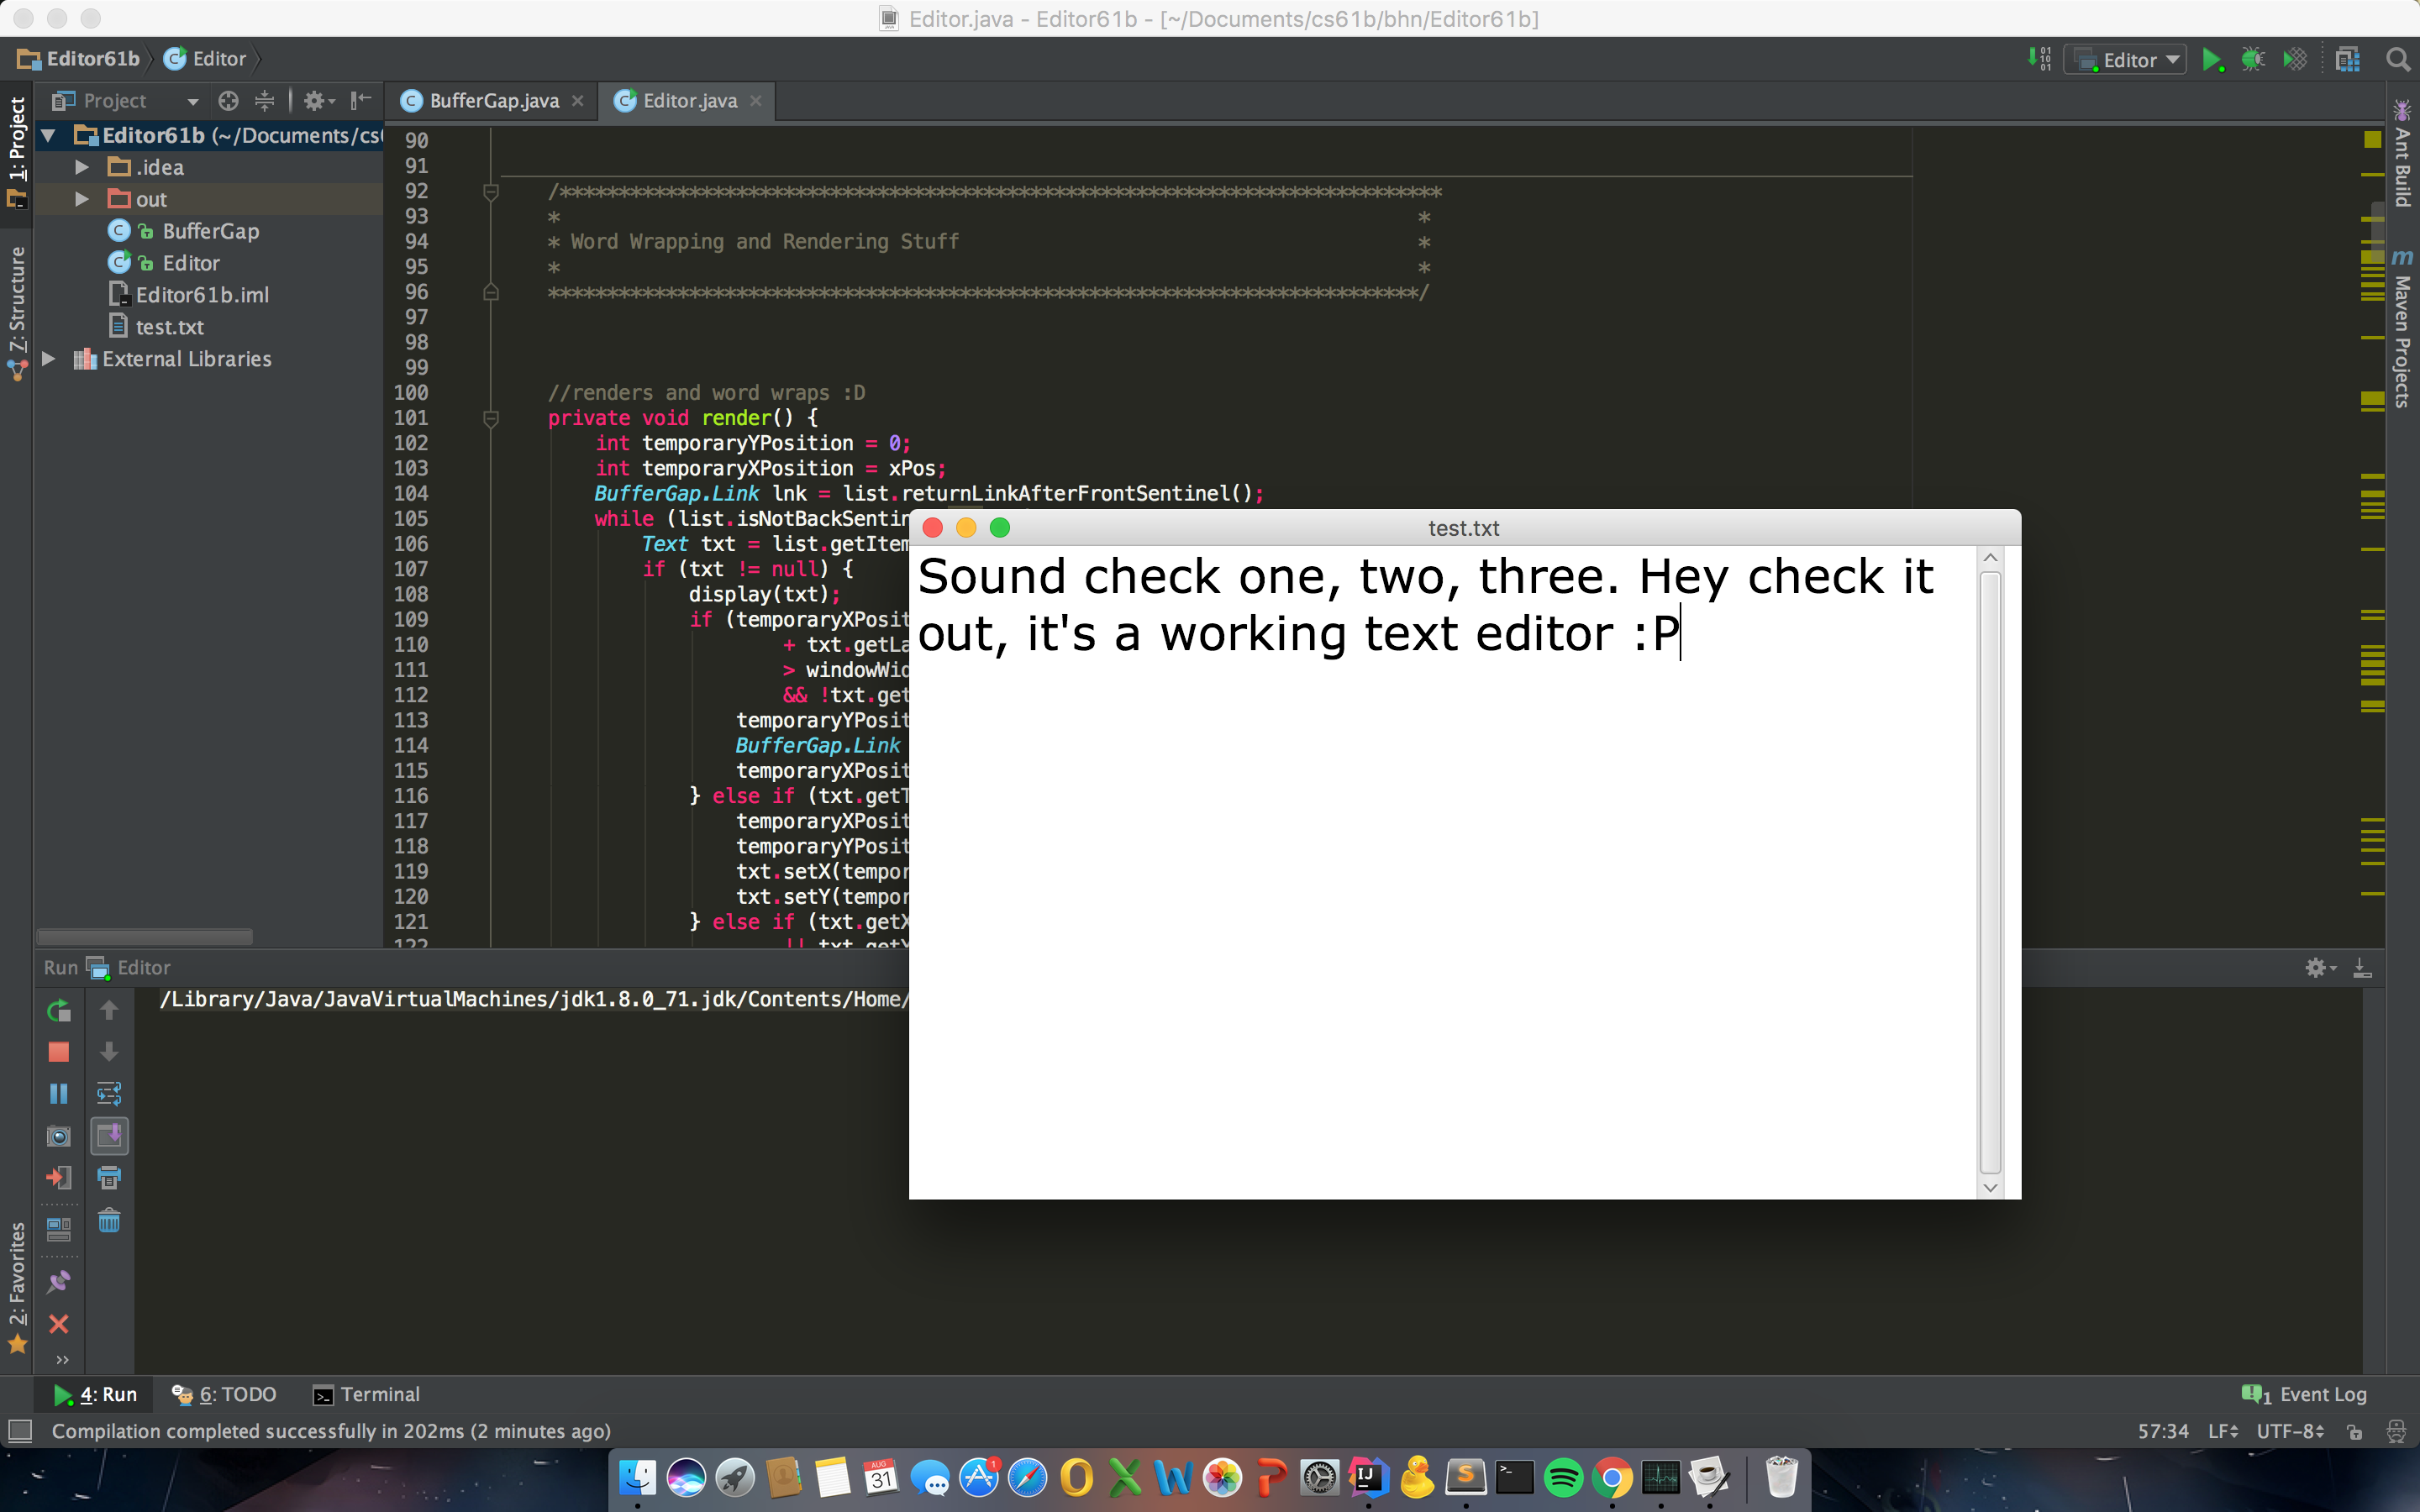 Editor.java - Editor61b - [~/Documents/cs61b/bhn/Editor61b]
Editor61b
Editor
Editor
Project
BufferGap.java
Editor.java
1: Project
Z: Structure
2: Favorites
Ant Build
Maven Projects
Editor61b (~/Documents/cs
.idea
out
BufferGap
Editor
Editor61b.iml
test.txt
External Libraries
90
91
92 /***************************************************************************
93 * *
94 * Word Wrapping and Rendering Stuff *
95 * *
96 **************************************************************************/
97
98
99
100 //renders and word wraps :D
101 private void render() {
102 int temporaryYPosition = 0;
103 int temporaryXPosition = xPos;
104 BufferGap.Link lnk = list.returnLinkAfterFrontSentinel();
105 while (list.isNotBackSentin
106 Text txt = list.getItem
107 if (txt != null) {
108 display(txt);
109 if (temporaryXPosit
110 + txt.getLa
111 > windowWid
112 && !txt.get
113 temporaryYPosit
114 BufferGap.Link
115 temporaryXPosit
116 } else if (txt.getT
117 temporaryXPosit
118 temporaryYPosit
119 txt.setX(tempor
120 txt.setY(tempor
121 } else if (txt.getX
122 || txt.getY
test.txt
Sound check one, two, three. Hey check it
out, it's a working text editor :P
Run Editor
/Library/Java/JavaVirtualMachines/jdk1.8.0_71.jdk/Contents/Home/
4: Run
6: TODO
Terminal
1 Event Log
Compilation completed successfully in 202ms (2 minutes ago)
57:34 LF UTF-8
AUG
31
1
IJ